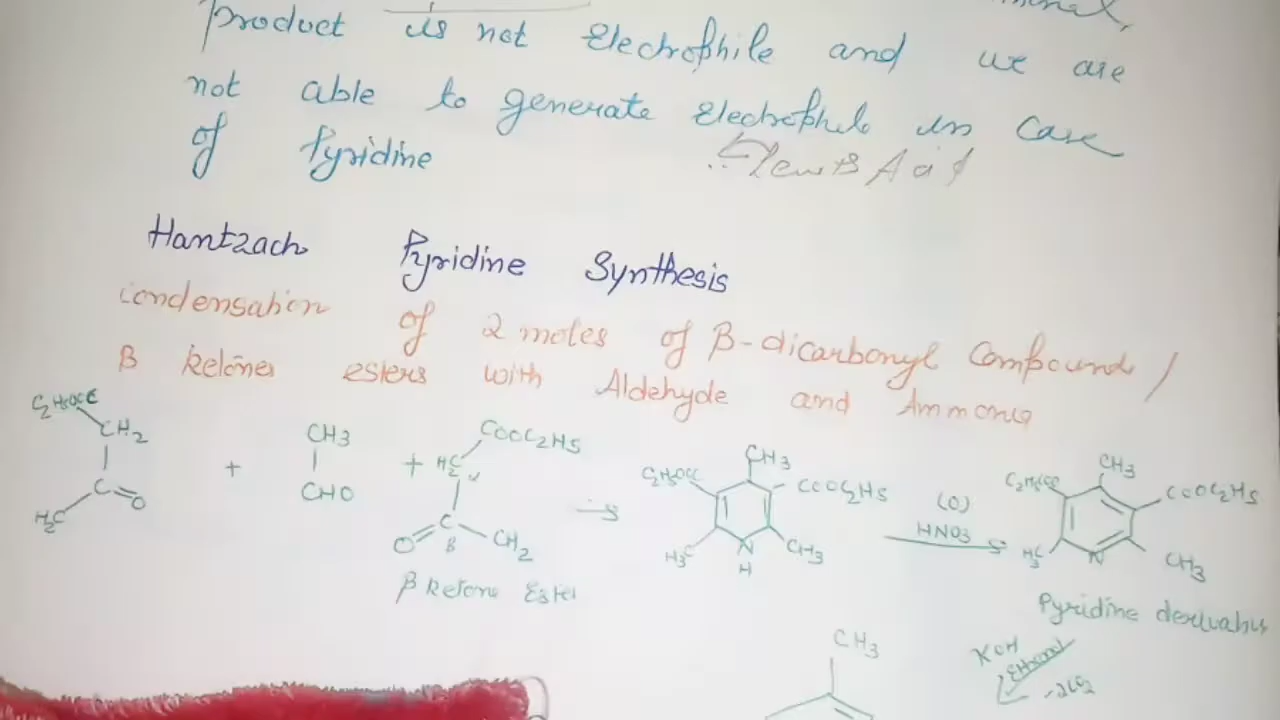 product is not Electrophile and we are
not able to generate Electrophile in case
of Pyridine
Lewis Acid
Hantzach Pyridine Synthesis
condensation of 2 moles of β-dicarbonyl compound /
β ketones esters with Aldehyde and Ammonia
C2H5OOC
CH2
C
O
H3C
+
CH3
CHO
+
COOC2H5
H2C
α
C
O
β
CH2
β Ketone Ester
→
CH3
C2H5OOC
COOC2H5
H3C
N
H
CH3
(O)
HNO3
CH3
C2H5OOC
COOC2H5
H3C
N
CH3
Pyridine derivative
CH3
KOH
Ethanol
-2CO2